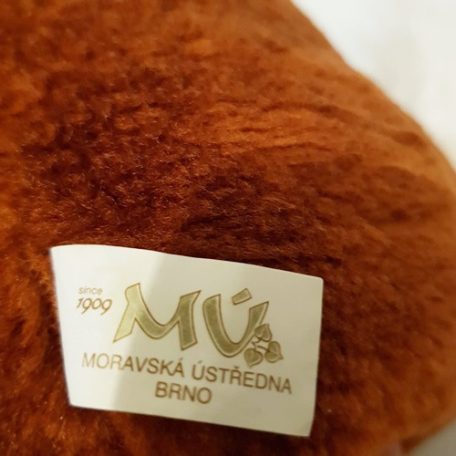 since
1909
MÚ
MORAVSKÁ ÚSTŘEDNA
BRNO